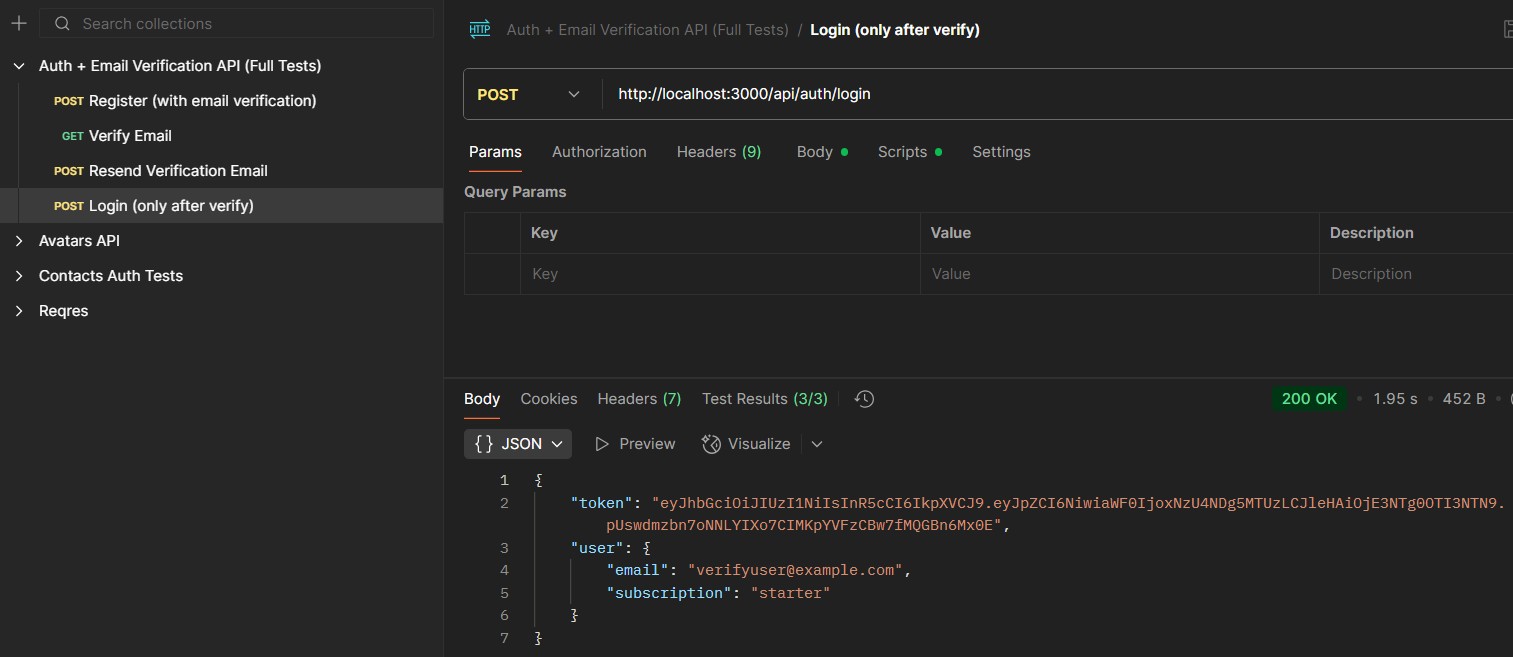 Search collections
Auth + Email Verification API (Full Tests)
POST Register (with email verification)
GET Verify Email
POST Resend Verification Email
POST Login (only after verify)
Avatars API
Contacts Auth Tests
Reqres
HTTP Auth + Email Verification API (Full Tests) / Login (only after verify)
POST http://localhost:3000/api/auth/login
Params Authorization Headers (9) Body Scripts Settings
Query Params
Key Value Description
Key Value Description
Body Cookies Headers (7) Test Results (3/3) 200 OK • 1.95 s • 452 B •
{} JSON Preview Visualize
1 {
2 "token": "eyJhbGciOiJIUzI1NiIsInR5cCI6IkpXVCJ9.eyJpZCI6NiwiaWF0IjoxNzU4NDg5MTUzLCJleHAiOjE3NTg0OTI3NTN9.
pUswdmzbn7oNNLYIXo7CIMKpYVFzCBw7fMQGBn6Mx0E",
3 "user": {
4 "email": "verifyuser@example.com",
5 "subscription": "starter"
6 }
7 }